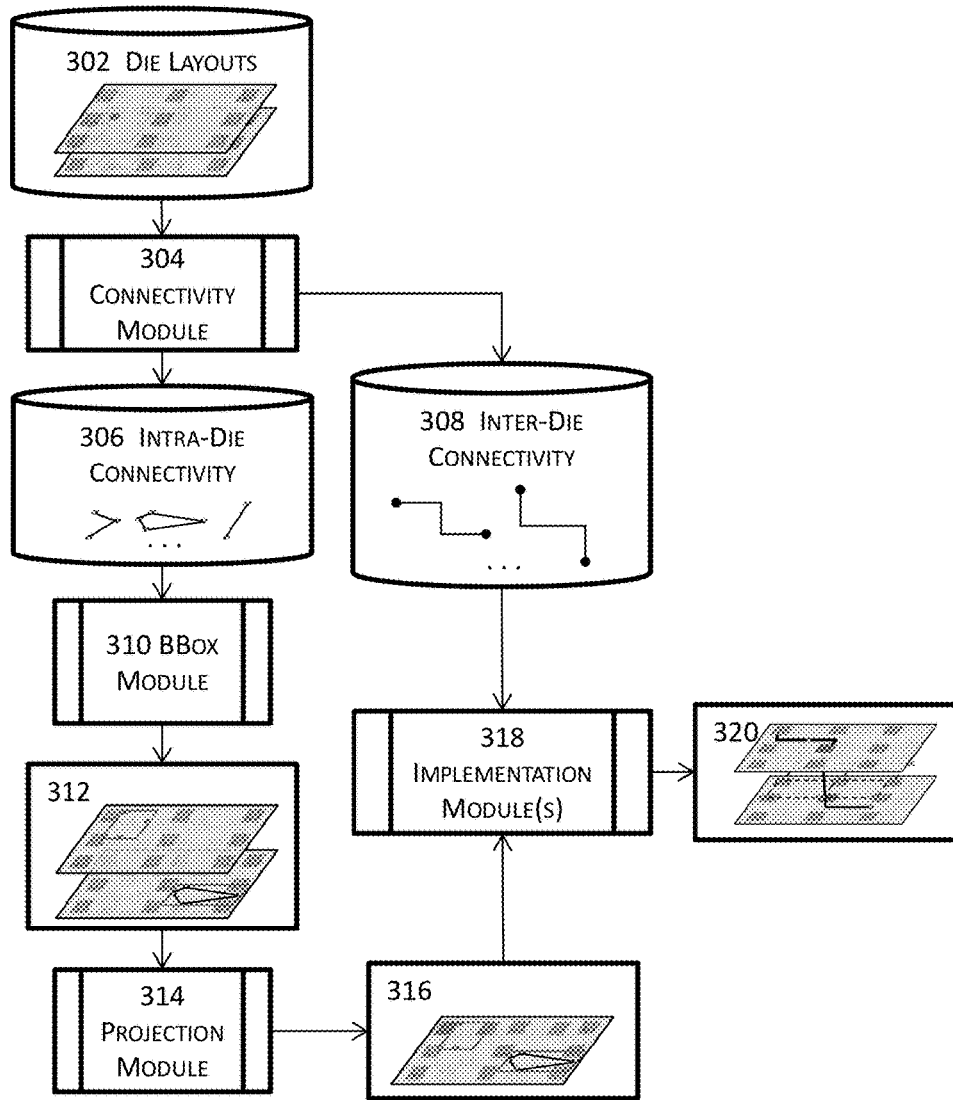 302 DIE LAYOUTS
304
CONNECTIVITY
MODULE
306 INTRA-DIE
CONNECTIVITY
. . .
308 INTER-DIE
CONNECTIVITY
. . .
310 BBOX
MODULE
312
314
PROJECTION
MODULE
316
318
IMPLEMENTATION
MODULE(S)
320